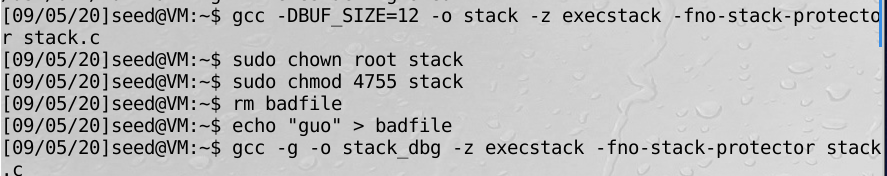 [09/05/20]seed@VM:~$ gcc -DBUF_SIZE=12 -o stack -z execstack -fno-stack-protecto
r stack.c
[09/05/20]seed@VM:~$ sudo chown root stack
[09/05/20]seed@VM:~$ sudo chmod 4755 stack
[09/05/20]seed@VM:~$ rm badfile
[09/05/20]seed@VM:~$ echo "guo" > badfile
[09/05/20]seed@VM:~$ gcc -g -o stack_dbg -z execstack -fno-stack-protector stack
.c